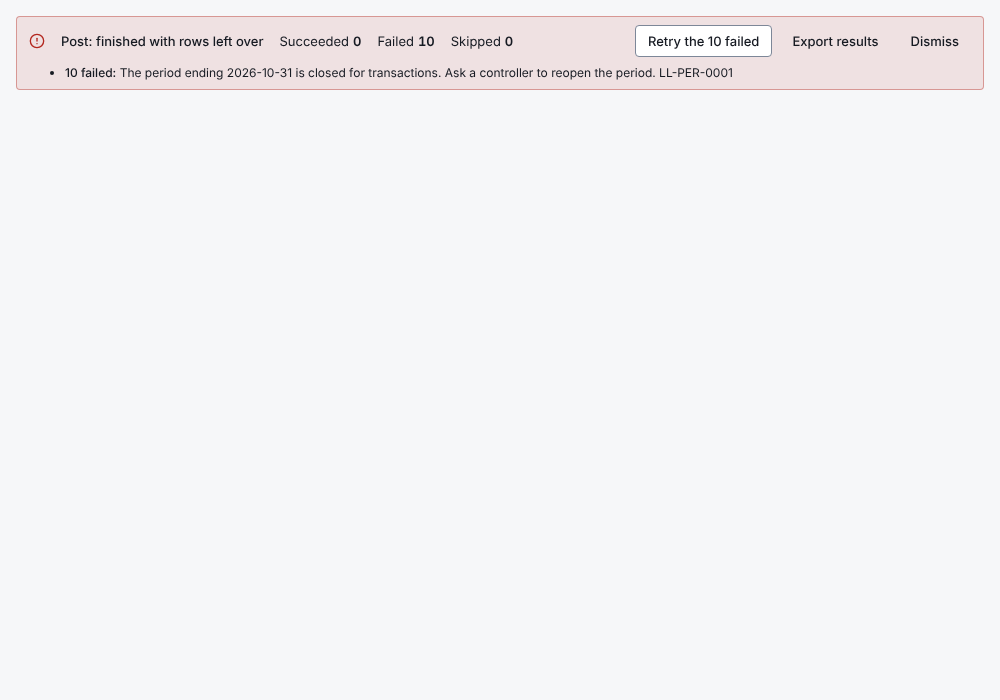 Post: finished with rows left over Succeeded 0 Failed 10 Skipped 0 Retry the 10 failed Export results Dismiss
• 10 failed: The period ending 2026-10-31 is closed for transactions. Ask a controller to reopen the period. LL-PER-0001